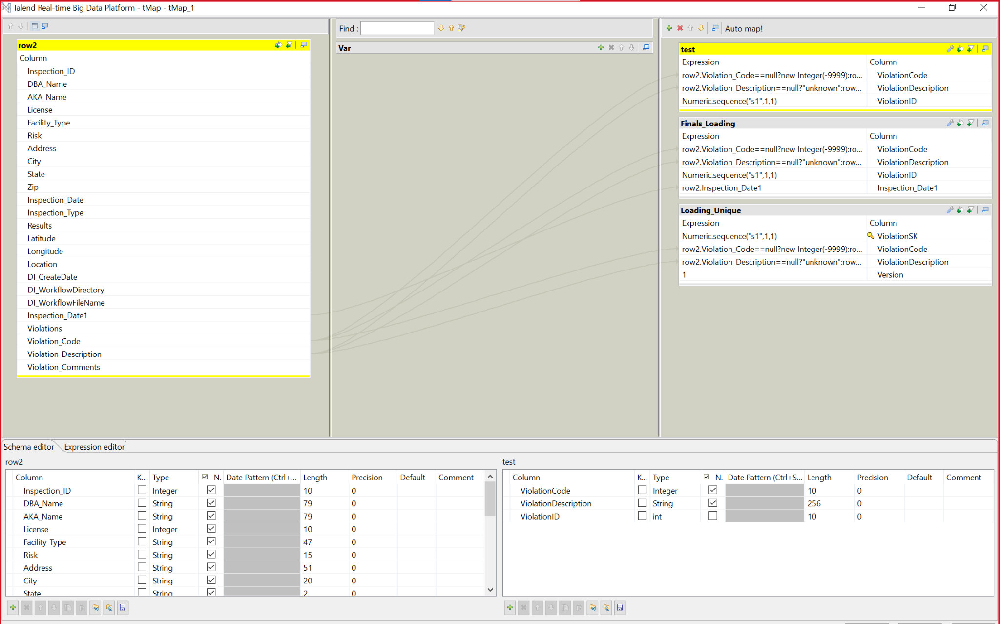 Talend Real-time Big Data Platform - tMap - tMap_1
Find :
Auto map!
row2
Column
Inspection_ID
DBA_Name
AKA_Name
License
Facility_Type
Risk
Address
City
State
Zip
Inspection_Date
Inspection_Type
Results
Latitude
Longitude
Location
DI_CreateDate
DI_WorkflowDirectory
DI_WorkflowFileName
Inspection_Date1
Violations
Violation_Code
Violation_Description
Violation_Comments
Var
test
Expression Column
row2.Violation_Code==null?new Integer(-9999):ro... ViolationCode
row2.Violation_Description==null?"unknown":row... ViolationDescription
Numeric.sequence("s1",1,1) ViolationID
Finals_Loading
Expression Column
row2.Violation_Code==null?new Integer(-9999):ro... ViolationCode
row2.Violation_Description==null?"unknown":row... ViolationDescription
Numeric.sequence("s1",1,1) ViolationID
row2.Inspection_Date1 Inspection_Date1
Loading_Unique
Expression Column
Numeric.sequence("s1",1,1) ViolationSK
row2.Violation_Code==null?new Integer(-9999):ro... ViolationCode
row2.Violation_Description==null?"unknown":row... ViolationDescription
1 Version
Schema editor Expression editor
row2
Column K... Type N. Date Pattern (Ctrl+... Length Precision Default Comment
Inspection_ID Integer 10 0
DBA_Name String 79 0
AKA_Name String 79 0
License Integer 10 0
Facility_Type String 47 0
Risk String 15 0
Address String 51 0
City String 20 0
State String 2 0
test
Column K... Type N. Date Pattern (Ctrl+S... Length Precision Default Comment
ViolationCode Integer 10 0
ViolationDescription String 256 0
ViolationID int 10 0